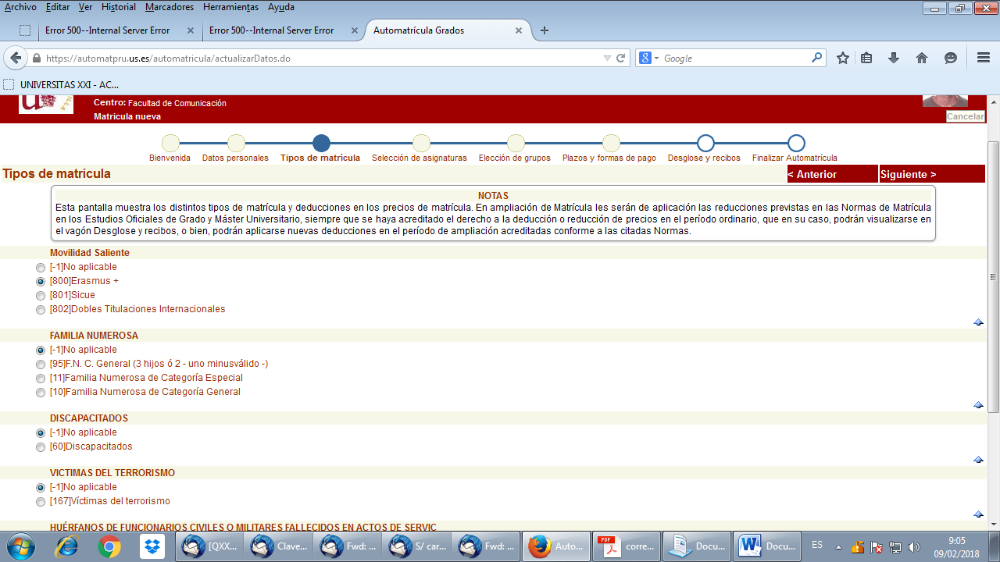 Archivo Editar Ver Historial Marcadores Herramientas Ayuda
Error 500--Internal Server Error
Error 500--Internal Server Error
Automatrícula Grados
https://automatpru.us.es/automatricula/actualizarDatos.do
Google
UNIVERSITAS XXI - AC...
Centro: Facultad de Comunicación
Matricula nueva
Cancelar
Bienvenida Datos personales Tipos de matrícula Selección de asignaturas Elección de grupos Plazos y formas de pago Desglose y recibos Finalizar Automatrícula
Tipos de matrícula
< Anterior
Siguiente >
NOTAS
Esta pantalla muestra los distintos tipos de matrícula y deducciones en los precios de matrícula. En ampliación de Matrícula les serán de aplicación las reducciones previstas en las Normas de Matrícula
en los Estudios Oficiales de Grado y Máster Universitario, siempre que se haya acreditado el derecho a la deducción o reducción de precios en el período ordinario, que en su caso, podrán visualizarse en
el vagón Desglose y recibos, o bien, podrán aplicarse nuevas deducciones en el período de ampliación acreditadas conforme a las citadas Normas.
Movilidad Saliente
[-1]No aplicable
[800]Erasmus +
[801]Sicue
[802]Dobles Titulaciones Internacionales
FAMILIA NUMEROSA
[-1]No aplicable
[95]F.N. C. General (3 hijos ó 2 - uno minusválido -)
[11]Familia Numerosa de Categoría Especial
[10]Familia Numerosa de Categoría General
DISCAPACITADOS
[-1]No aplicable
[60]Discapacitados
VICTIMAS DEL TERRORISMO
[-1]No aplicable
[167]Víctimas del terrorismo
HUÉRFANOS DE FUNCIONARIOS CIVILES O MILITARES FALLECIDOS EN ACTOS DE SERVIC
[QXX...
Clave...
Fwd: ...
S/ car...
Fwd: ...
Auto...
PDF
corre...
Docu...
W
Docu...
ES
9:05
09/02/2018